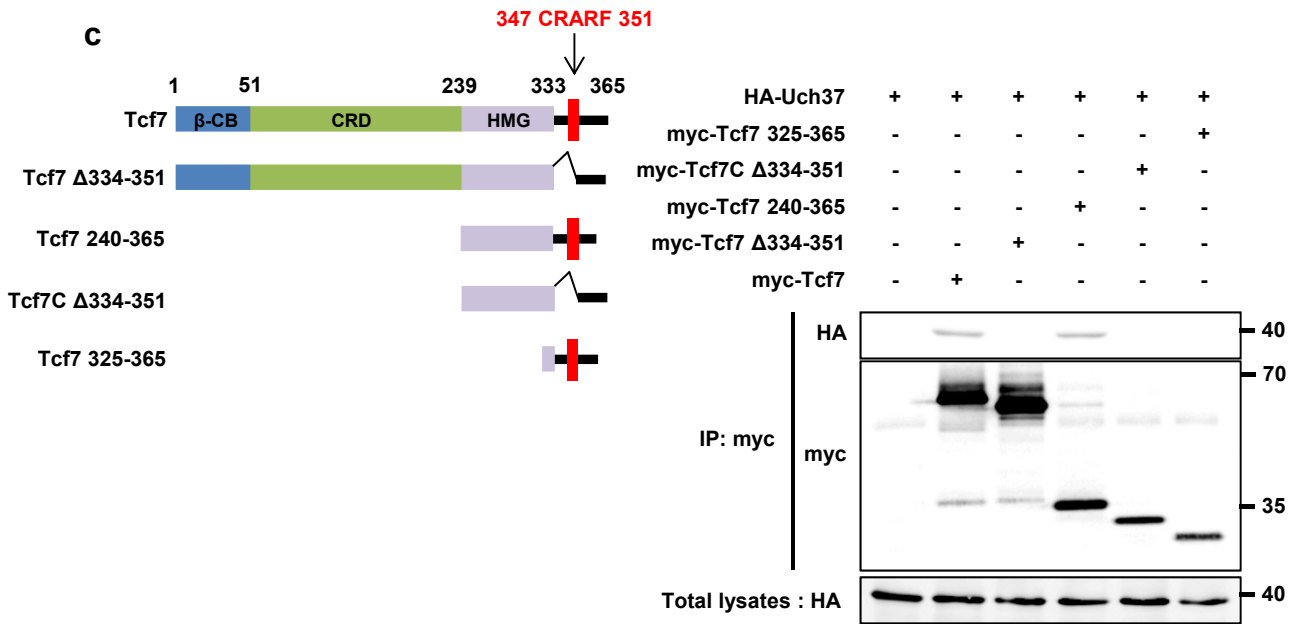 c
347 CRARF 351
1 51 239 333 365
Tcf7 β-CB CRD HMG
Tcf7 Δ334-351
Tcf7 240-365
Tcf7C Δ334-351
Tcf7 325-365
HA-Uch37 + + + + + +
myc-Tcf7 325-365 - - - - - +
myc-Tcf7C Δ334-351 - - - - + -
myc-Tcf7 240-365 - - - + - -
myc-Tcf7 Δ334-351 - - + - - -
myc-Tcf7 - + - - - -
IP: myc
HA 40
70
myc
35
Total lysates : HA 40